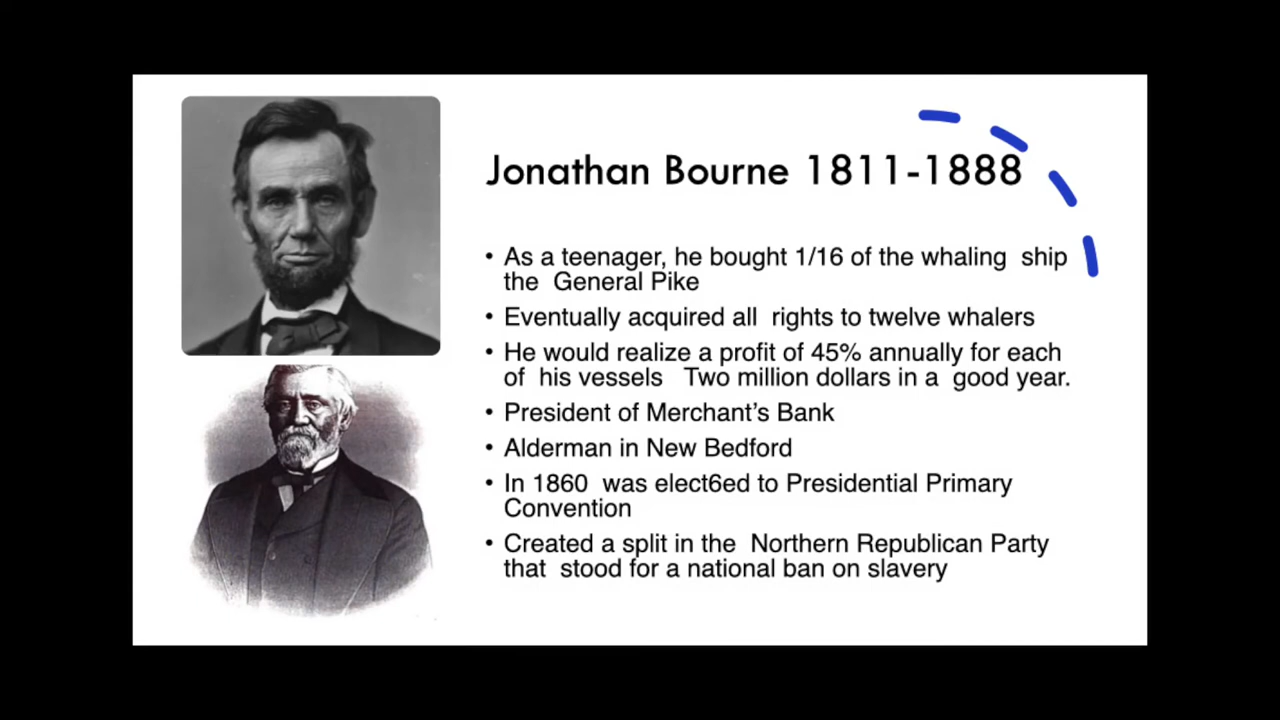 Jonathan Bourne 1811-1888
• As a teenager, he bought 1/16 of the whaling  ship
the  General Pike
• Eventually acquired all  rights to twelve whalers
• He would realize a profit of 45% annually for each
of  his vessels   Two million dollars in a  good year.
• President of Merchant’s Bank
• Alderman in New Bedford
• In 1860  was elect6ed to Presidential Primary
Convention
• Created a split in the  Northern Republican Party
that  stood for a national ban on slavery